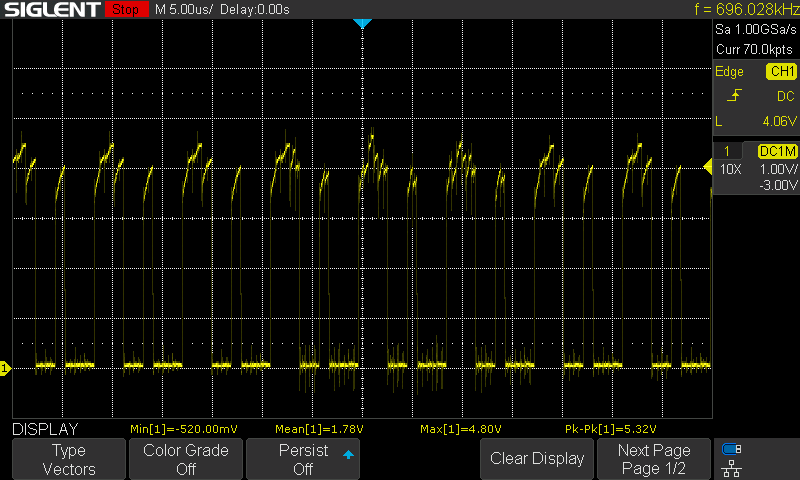 SIGLENT Stop M 5.00us/ Delay:0.00s f = 696.028kHz
Sa 1.00GSa/s
Curr 70.0kpts
Edge CH1
DC
L 4.06V
1 DC1M
10X 1.00V/
-3.00V
1
DISPLAY Min[1]=-520.00mV Mean[1]=1.78V Max[1]=4.80V Pk-Pk[1]=5.32V
Type Color Grade Persist Clear Display Next Page
Vectors Off Off Page 1/2